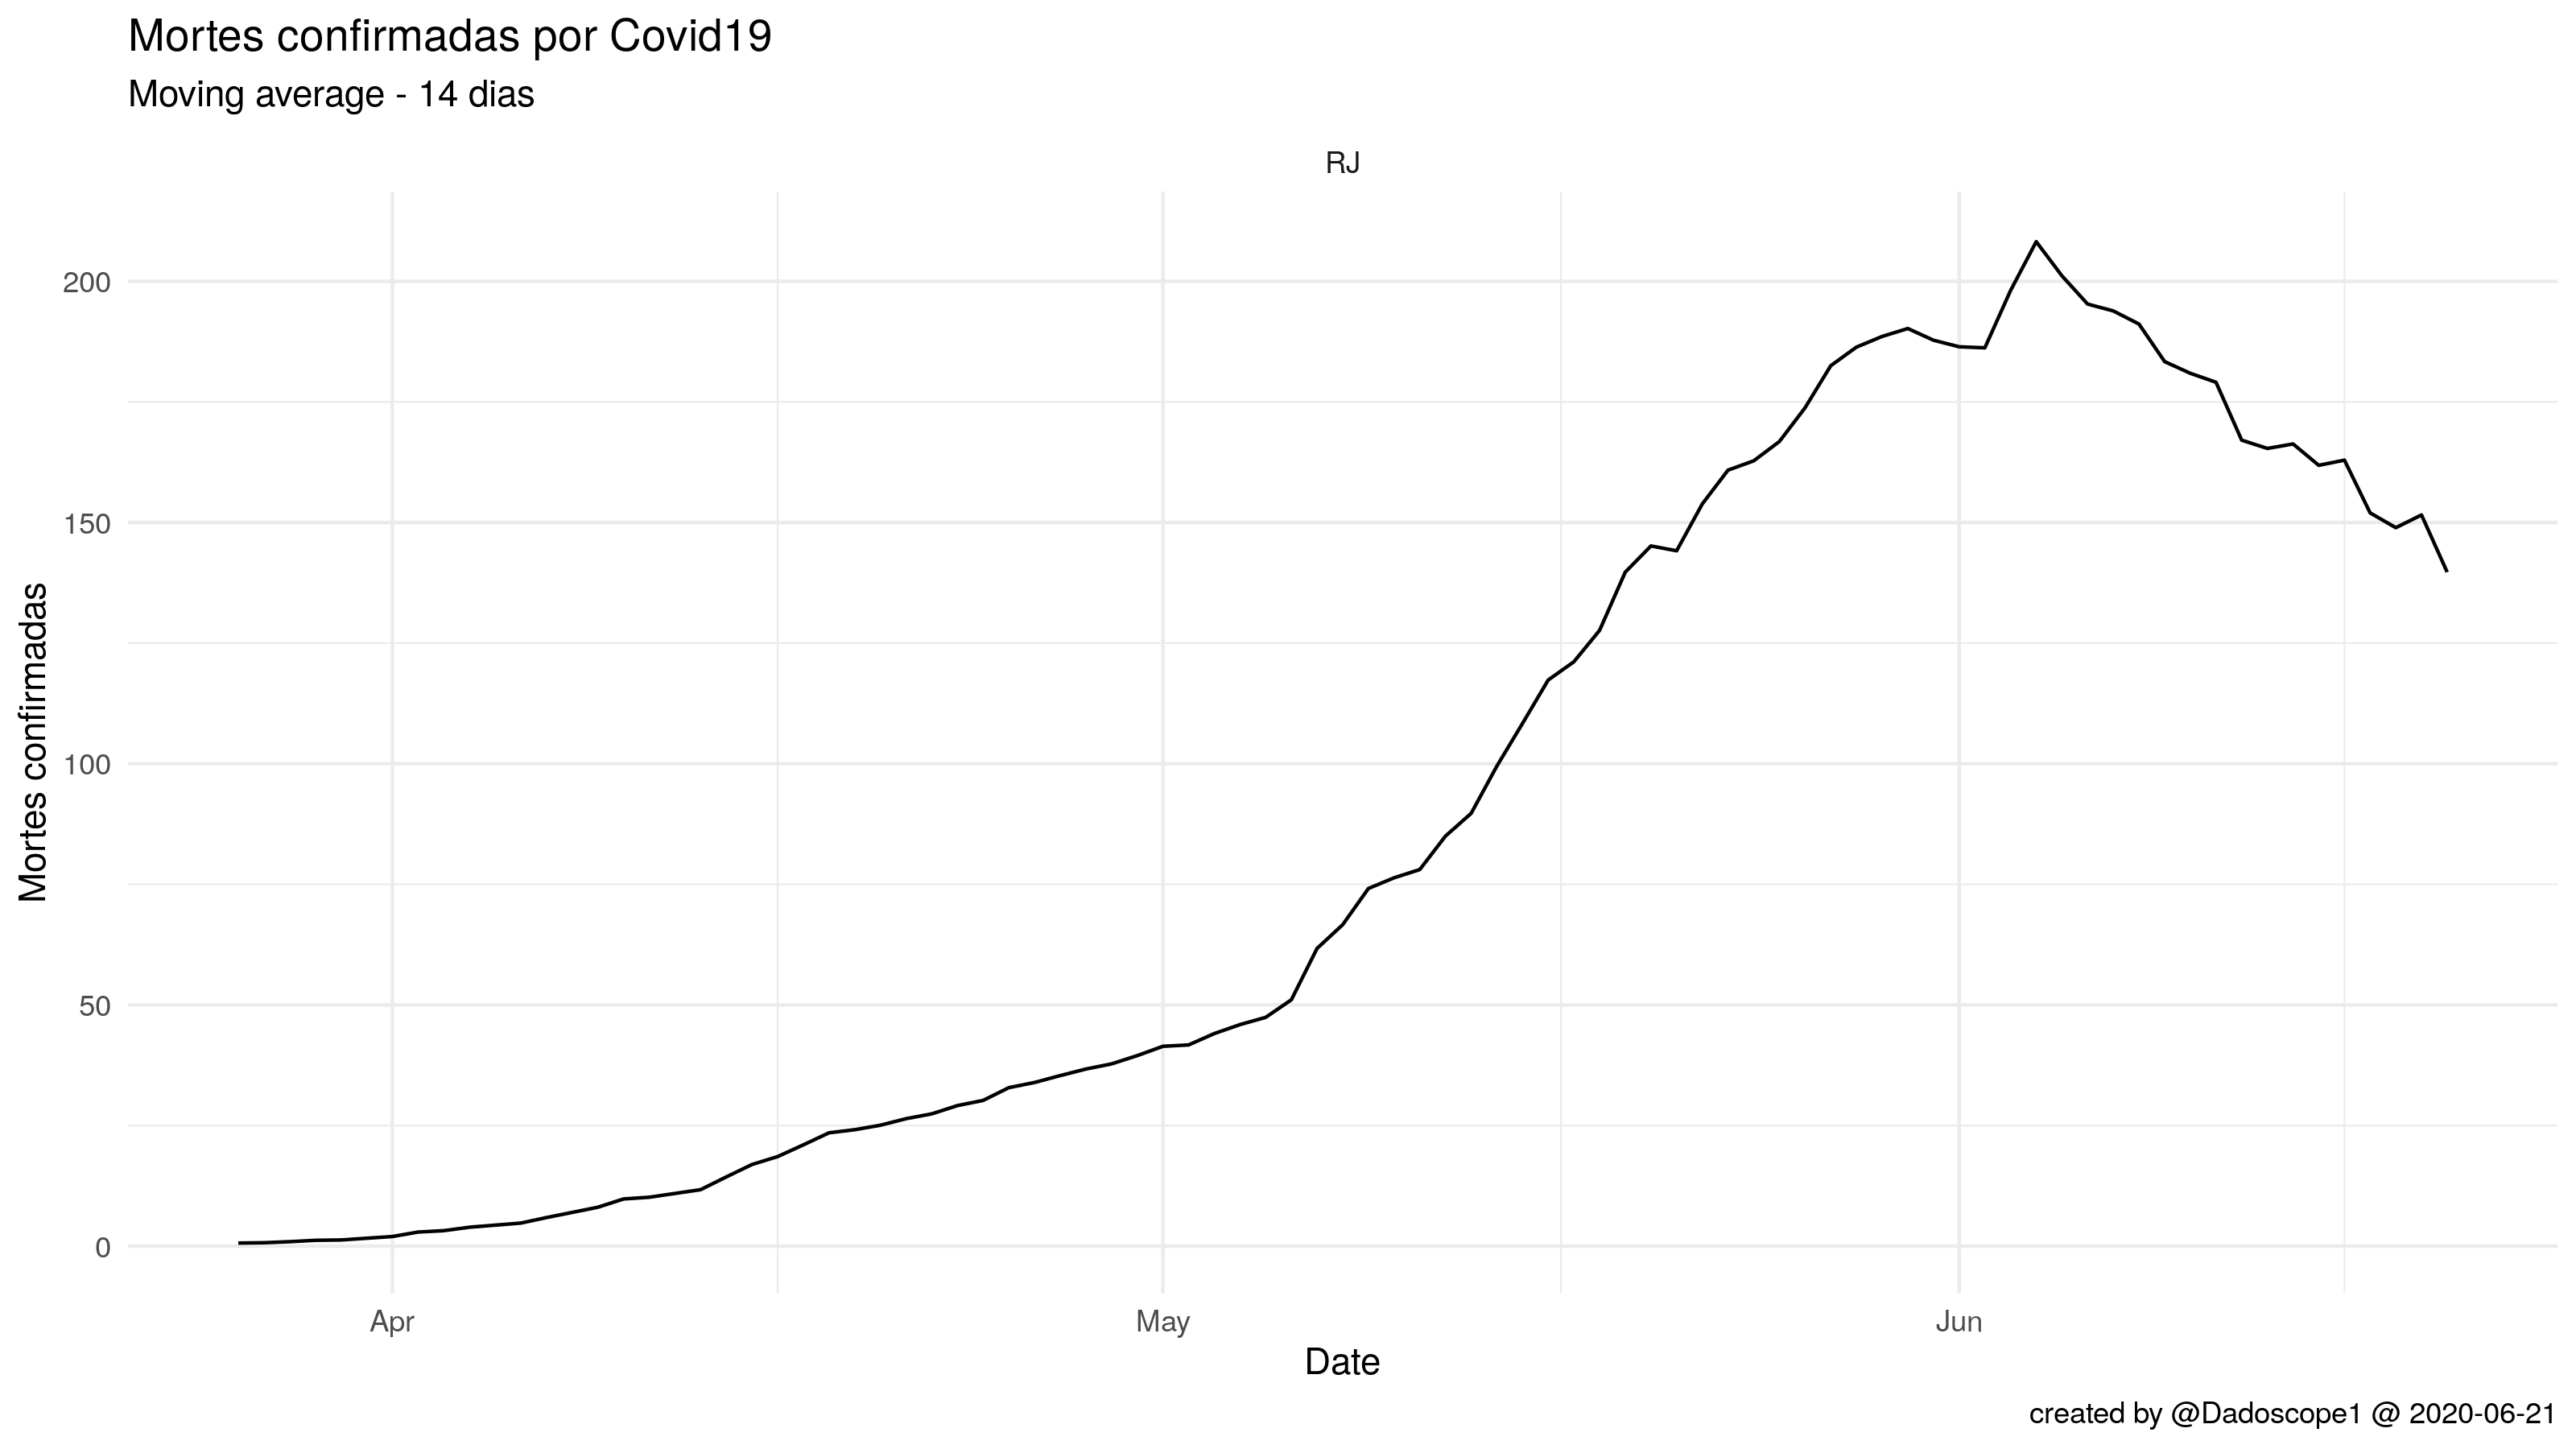 Mortes confirmadas por Covid19
Moving average - 14 dias
RJ
200
150
100
50
0
Mortes confirmadas
Apr
May
Jun
Date
created by @Dadoscope1 @ 2020-06-21